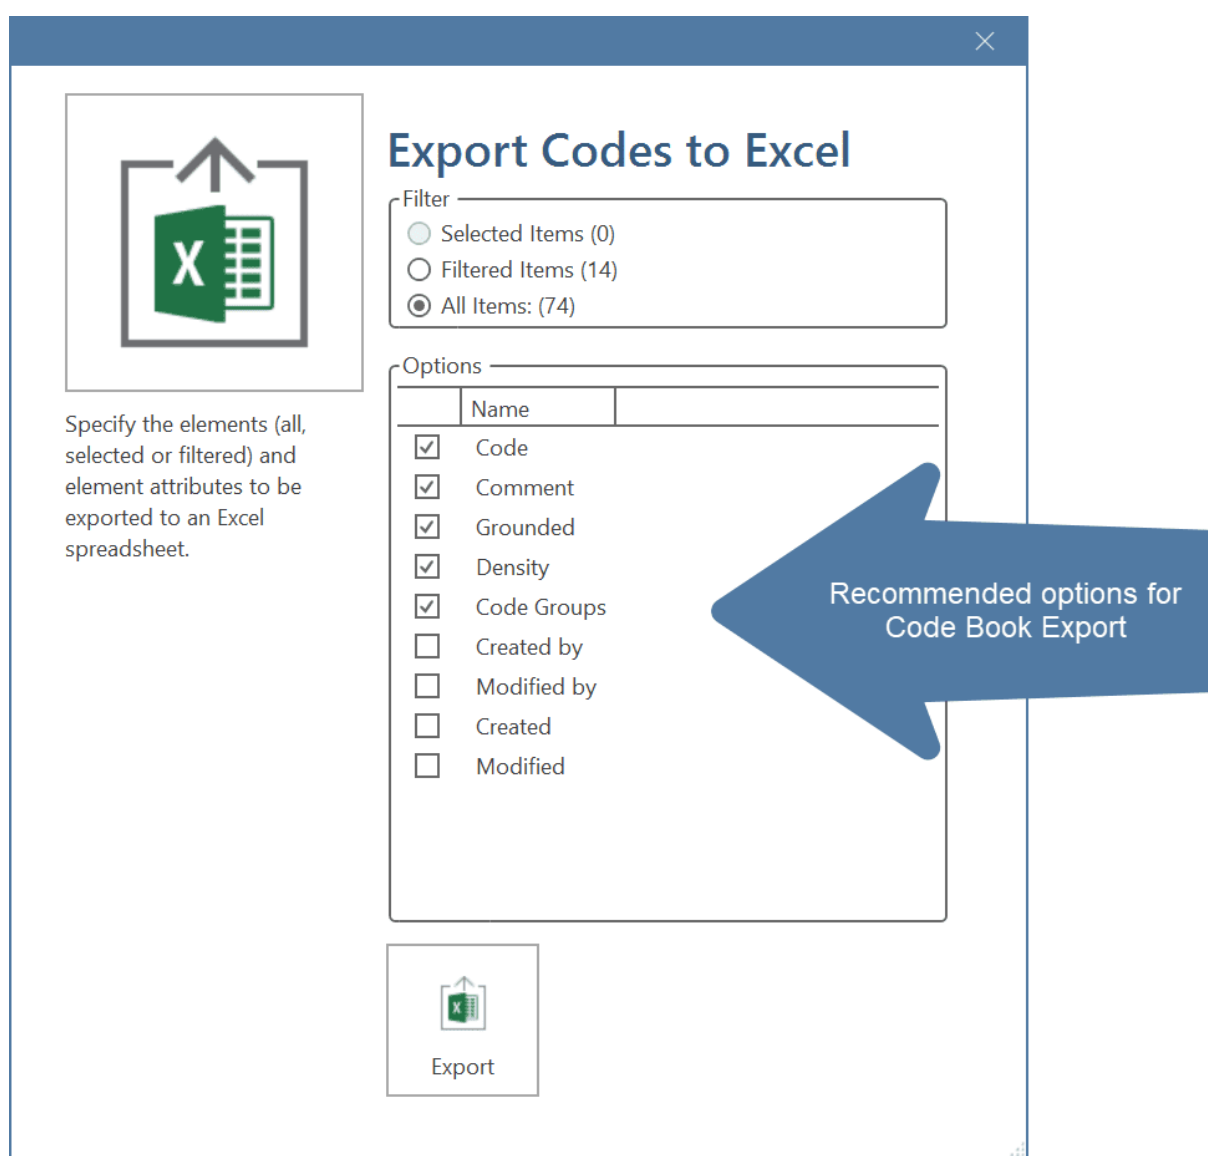 Export Codes to Excel
Filter
Selected Items (0)
Filtered Items (14)
All Items: (74)
Specify the elements (all,
selected or filtered) and
element attributes to be
exported to an Excel
spreadsheet.
Options
Name
Code
Comment
Grounded
Density
Code Groups
Created by
Modified by
Created
Modified
Recommended options for
Code Book Export
Export